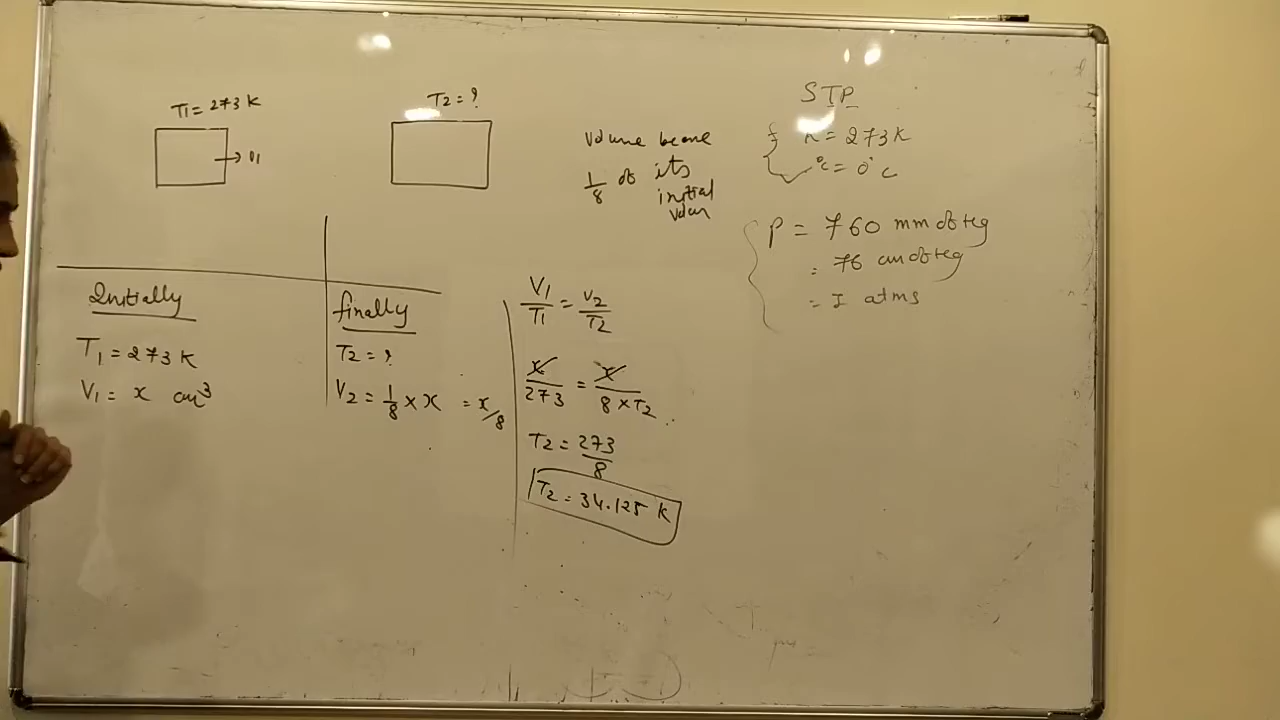 T1 = 273 K
V1
T2 = ?
Volume
1/8 of its
initial
STP
K = 273 K
°C = 0°C
P = 760 mm of Hg
= 76 cm of Hg
= 1 atms
Initially
T1 = 273 K
V1 = x cm³
finally
T2 = ?
V2 = 1/8 × x = x/8
V1/T1 = V2/T2
x/273 = x/8 × T2
T2 = 273/8
T2 = 34.125 K